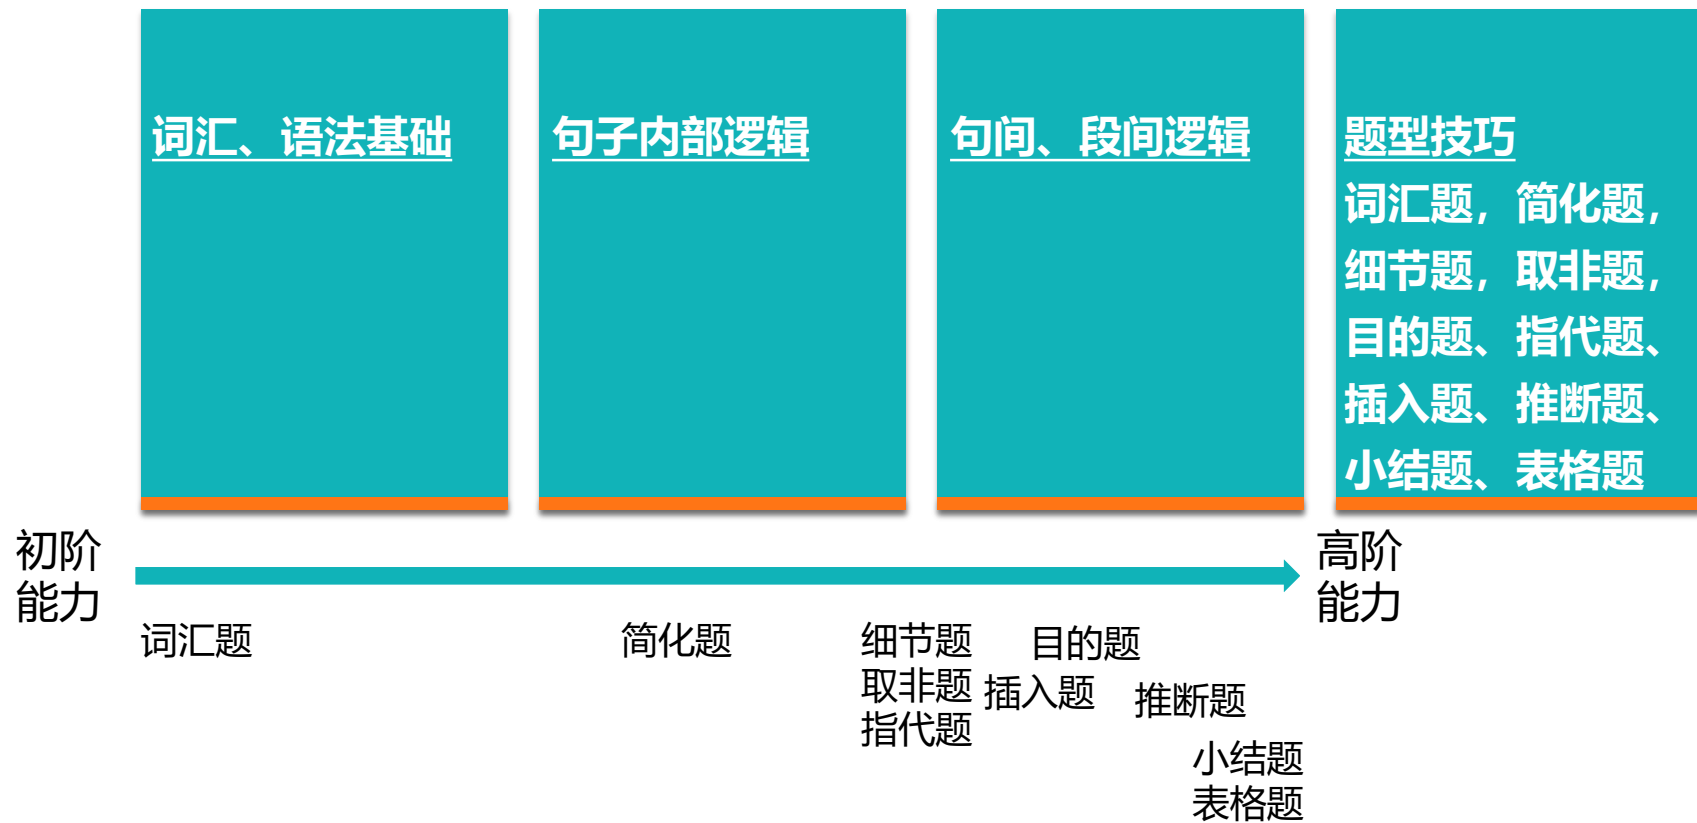 词汇、语法基础
句子内部逻辑
句间、段间逻辑
题型技巧
词汇题，简化题，
细节题，取非题，
目的题、指代题、
插入题、推断题、
小结题、表格题
初阶
能力
高阶
能力
词汇题
简化题
细节题
取非题
指代题
目的题
插入题
推断题
小结题
表格题